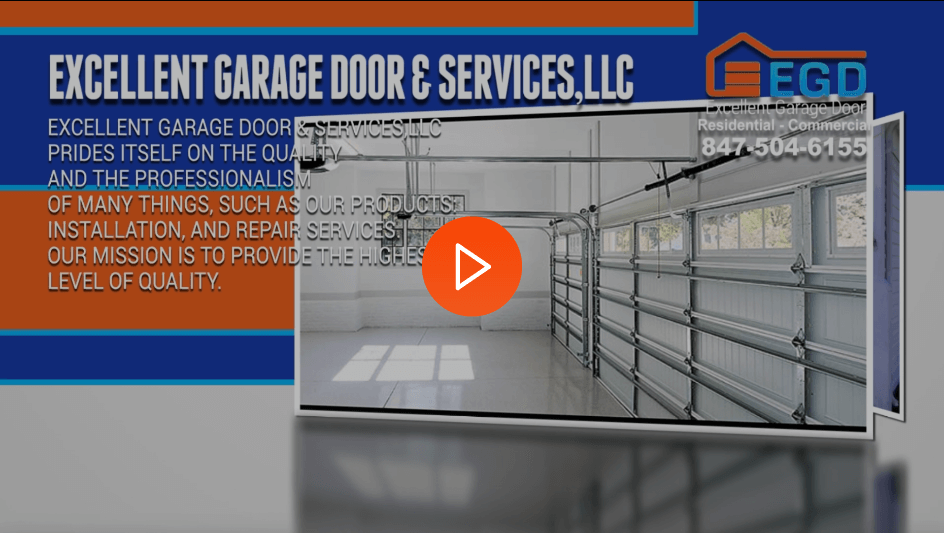 EXCELLENT GARAGE DOOR & SERVICES,LLC
EGD
Excellent Garage Door
Residential - Commercial
847-504-6155
EXCELLENT GARAGE DOOR & SERVICES,LLC
PRIDES ITSELF ON THE QUALITY
AND THE PROFESSIONALISM
OF MANY THINGS, SUCH AS OUR PRODUCTS,
INSTALLATION, AND REPAIR SERVICES.
OUR MISSION IS TO PROVIDE THE HIGHES
LEVEL OF QUALITY.